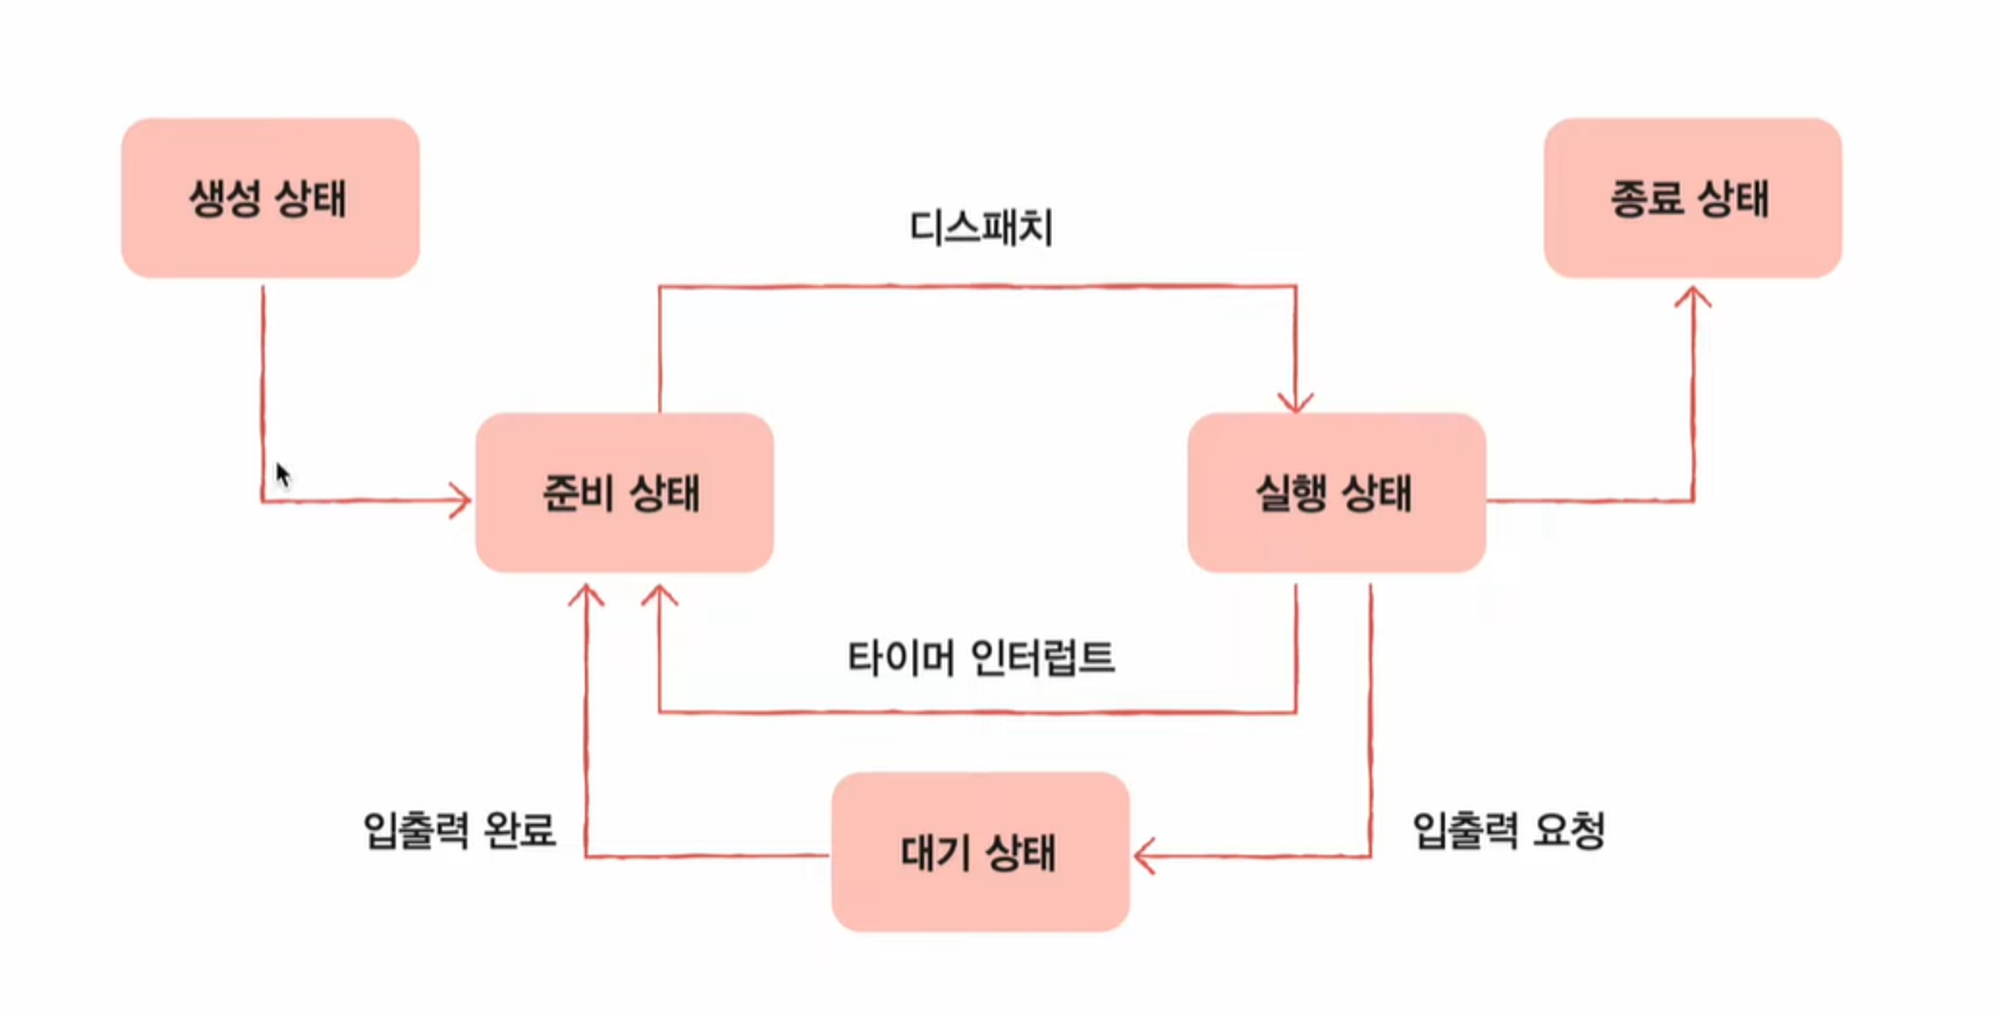 생성 상태
종료 상태
디스패치
준비 상태
실행 상태
타이머 인터럽트
입출력 완료
대기 상태
입출력 요청